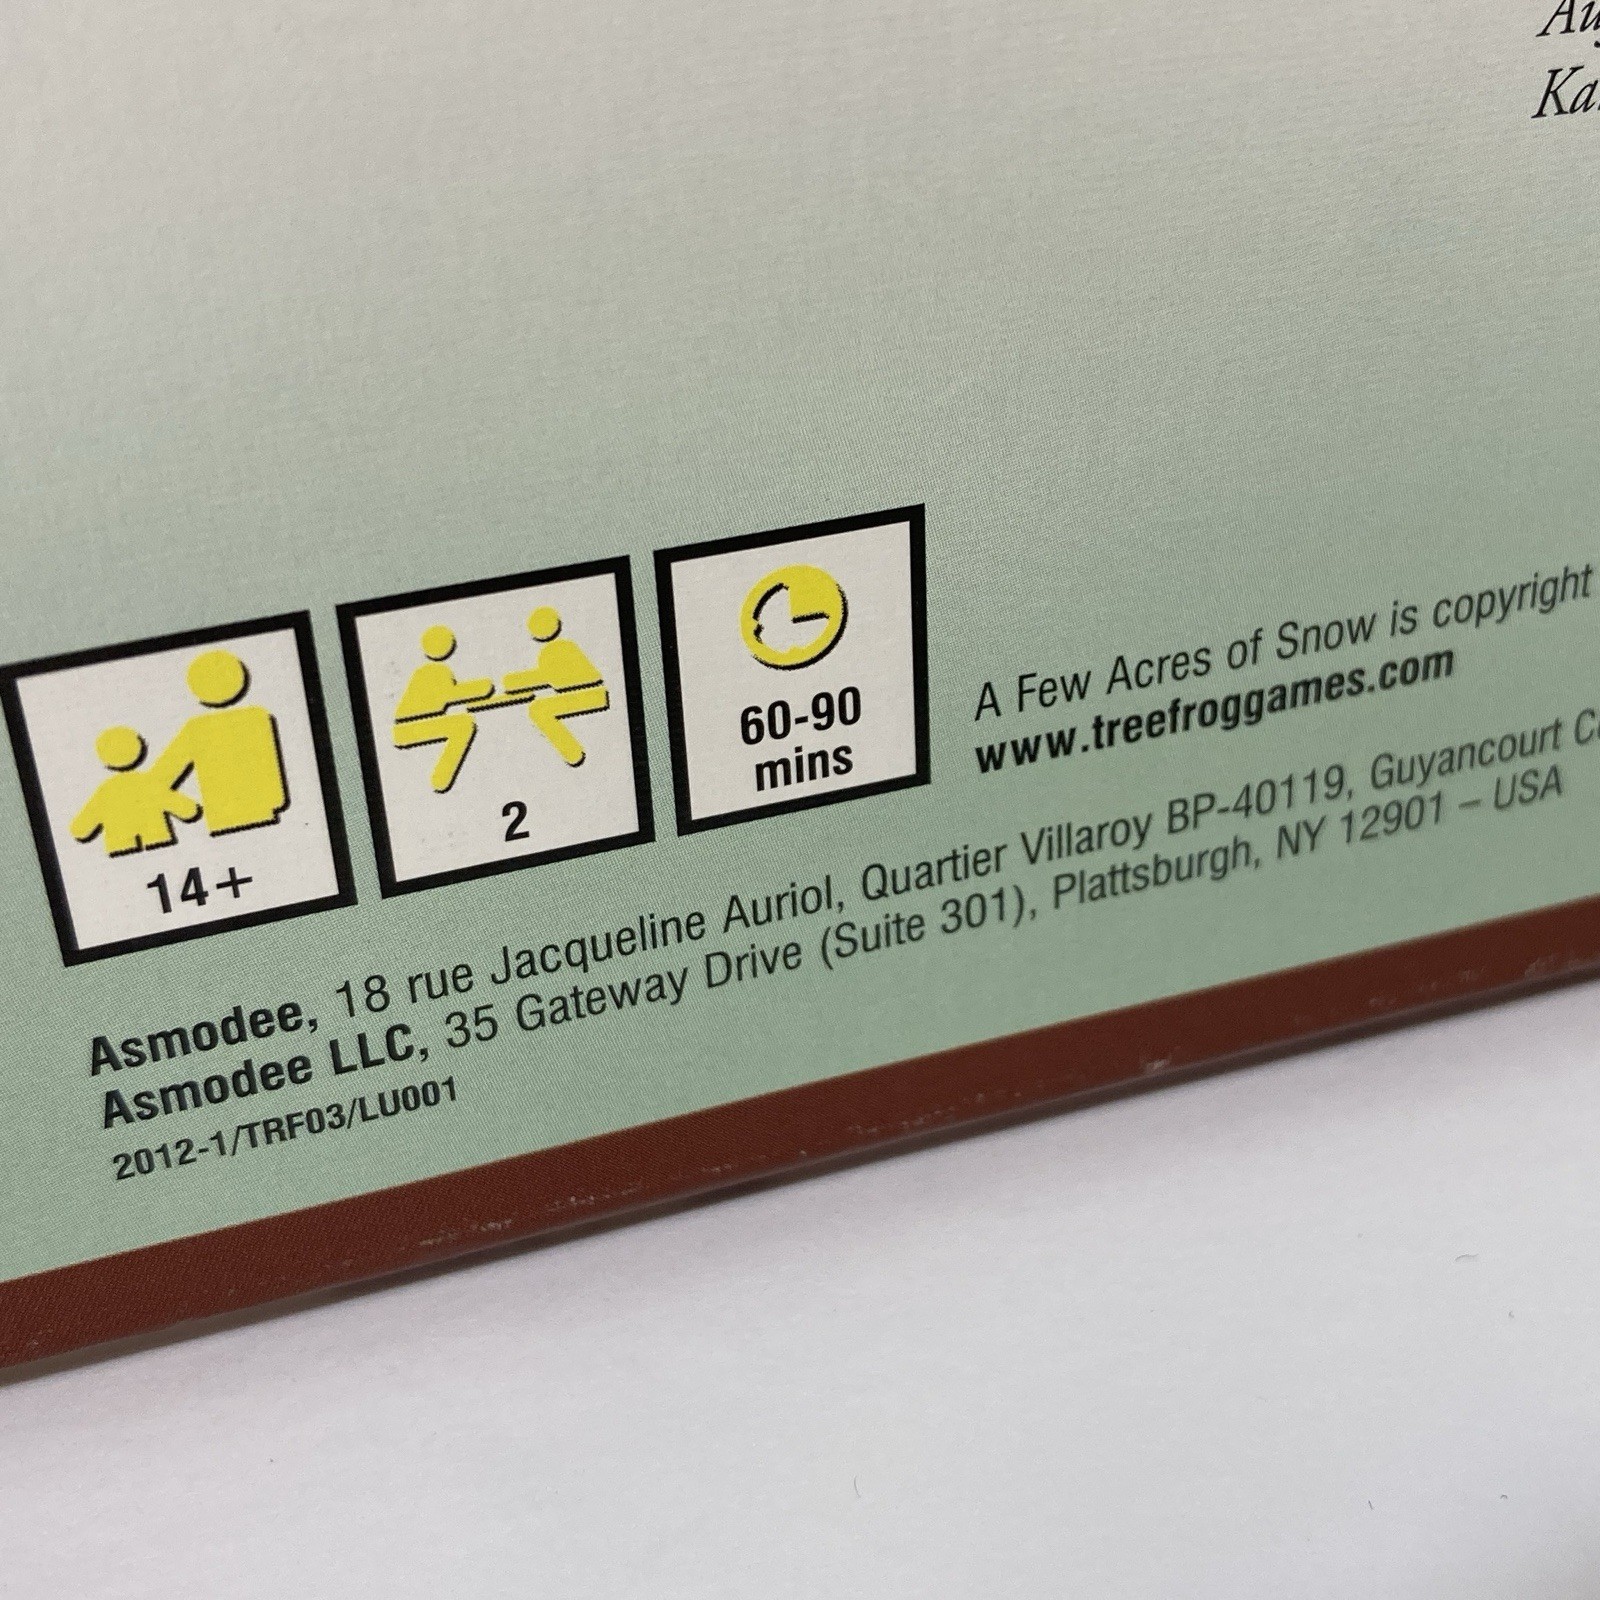 14+
2
60-90
mins
A Few Acres of Snow is copyright
www.treefroggames.com
Asmodee, 18 rue Jacqueline Auriol, Quartier Villaroy BP-40119, Guyancourt
Asmodee LLC, 35 Gateway Drive (Suite 301), Plattsburgh, NY 12901 – USA
2012-1/TRF03/LU001